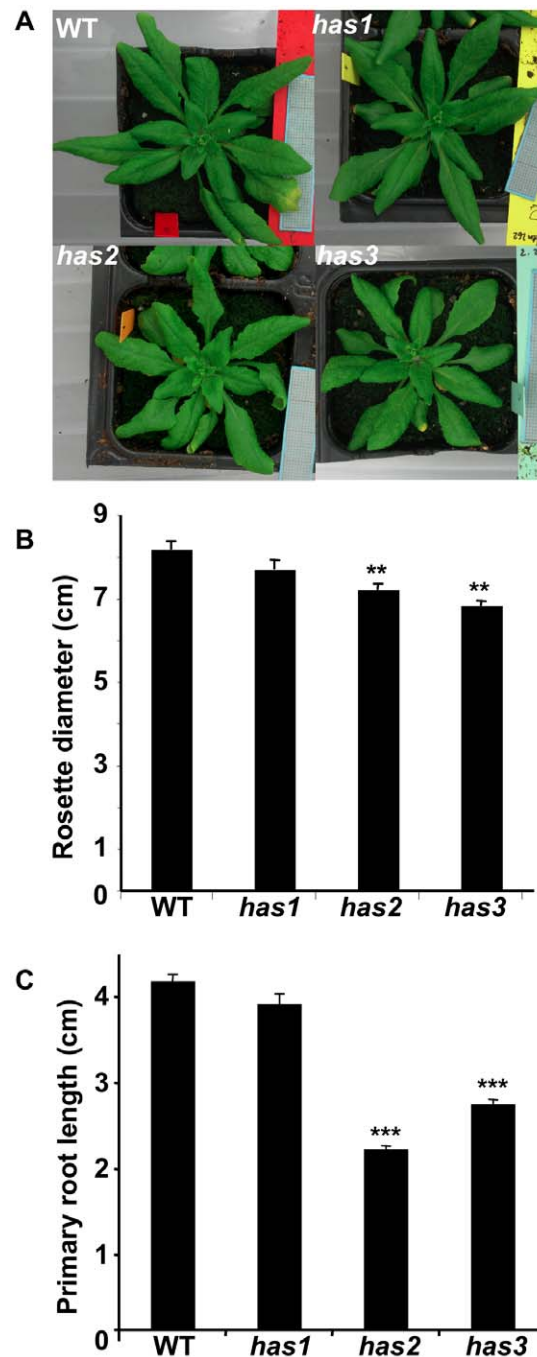 A
WT
has1
has2
has3
B
Rosette diameter (cm)
9
7
5
3
1
0
**
**
WT has1 has2 has3
C
Primary root length (cm)
4
3
2
1
0
***
***
WT has1 has2 has3